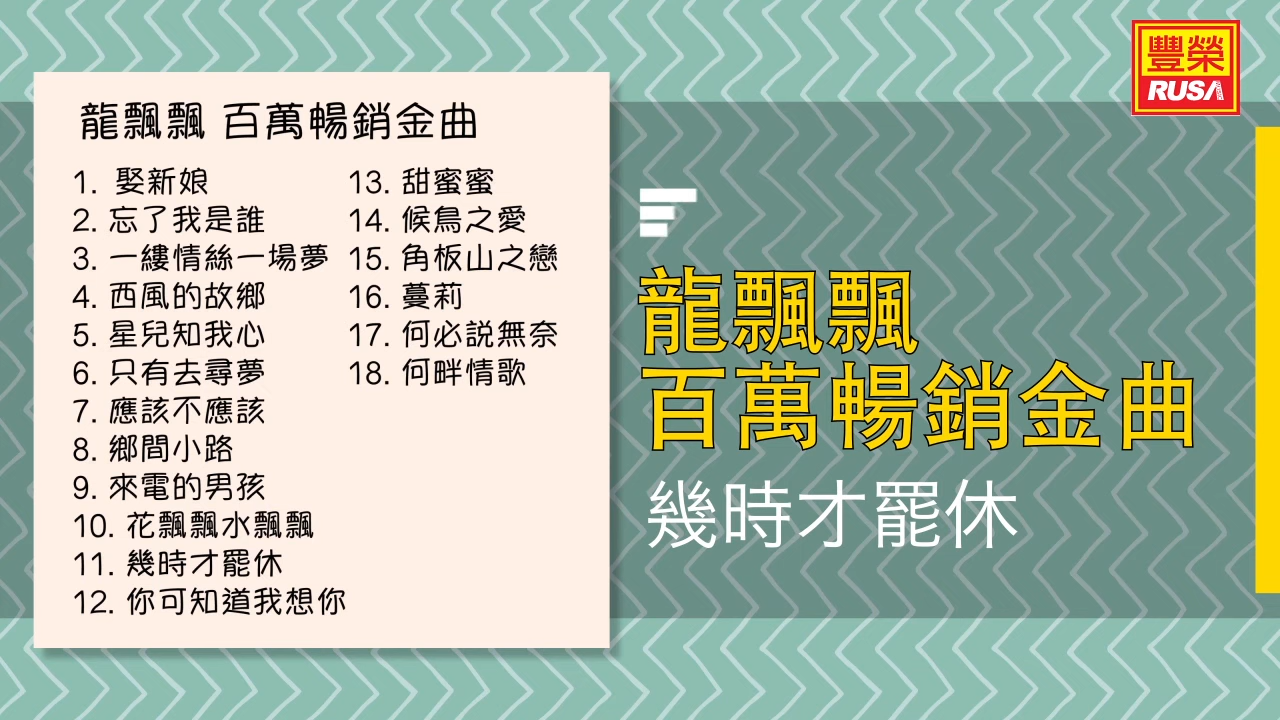 龍飄飄 百萬暢銷金曲
1. 娶新娘
2. 忘了我是誰
3. 一縷情絲一場夢
4. 西風的故鄉
5. 星兒知我心
6. 只有去尋夢
7. 應該不應該
8. 鄉間小路
9. 來電的男孩
10. 花飄飄水飄飄
11. 幾時才罷休
12. 你可知道我想你
13. 甜蜜蜜
14. 候鳥之愛
15. 角板山之戀
16. 蔓莉
17. 何必說無奈
18. 何畔情歌
豐榮
RUSA
龍飄飄
百萬暢銷金曲
幾時才罷休